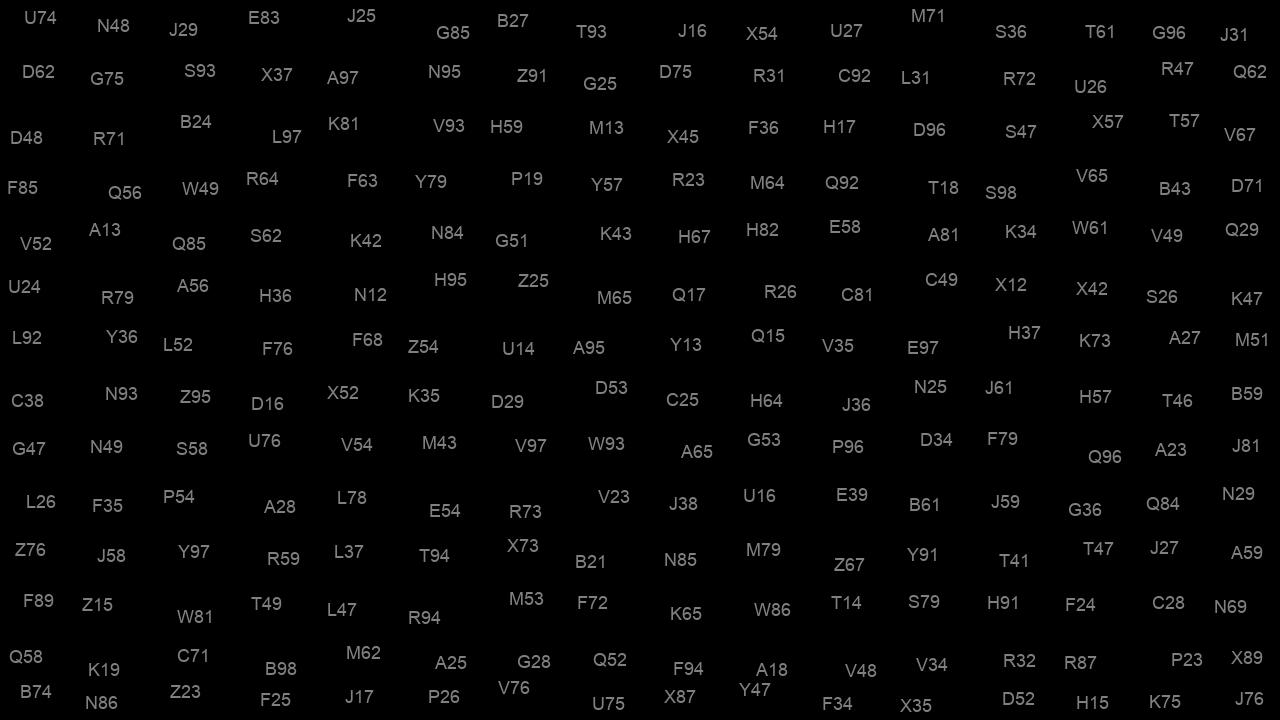 U74 N48 J29 E83 J25 G85 B27 T93 J16 X54 U27 M71 S36 T61 G96 J31
D62 G75 S93 X37 A97 N95 Z91 G25 D75 R31 C92 L31 R72 U26 R47 Q62
D48 R71 B24 L97 K81 V93 H59 M13 X45 F36 H17 D96 S47 X57 T57 V67
F85 Q56 W49 R64 F63 Y79 P19 Y57 R23 M64 Q92 T18 S98 V65 B43 D71
V52 A13 Q85 S62 K42 N84 G51 K43 H67 H82 E58 A81 K34 W61 V49 Q29
U24 R79 A56 H36 N12 H95 Z25 M65 Q17 R26 C81 C49 X12 X42 S26 K47
L92 Y36 L52 F76 F68 Z54 U14 A95 Y13 Q15 V35 E97 H37 K73 A27 M51
C38 N93 Z95 D16 X52 K35 D29 D53 C25 H64 J36 N25 J61 H57 T46 B59
G47 N49 S58 U76 V54 M43 V97 W93 A65 G53 P96 D34 F79 Q96 A23 J81
L26 F35 P54 A28 L78 E54 R73 V23 J38 U16 E39 B61 J59 G36 Q84 N29
Z76 J58 Y97 R59 L37 T94 X73 B21 N85 M79 Z67 Y91 T41 T47 J27 A59
F89 Z15 W81 T49 L47 R94 M53 F72 K65 W86 T14 S79 H91 F24 C28 N69
Q58 K19 C71 B98 M62 A25 G28 Q52 F94 A18 V48 V34 R32 R87 P23 X89
B74 N86 Z23 F25 J17 P26 V76 U75 X87 Y47 F34 X35 D52 H15 K75 J76